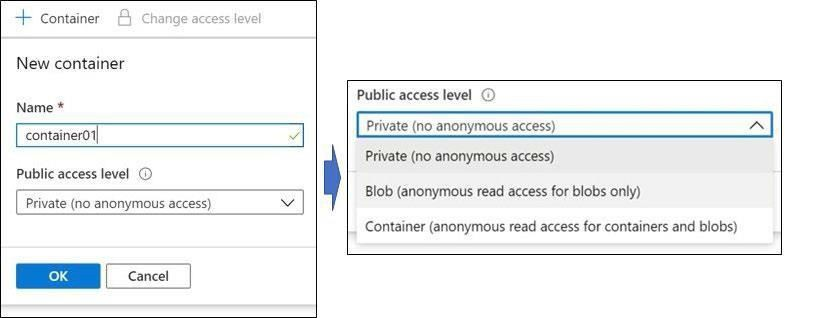 + Container Change access level
New container
Name *
container01
Public access level
Private (no anonymous access)
OK Cancel
Public access level
Private (no anonymous access)
Private (no anonymous access)
Blob (anonymous read access for blobs only)
Container (anonymous read access for containers and blobs)